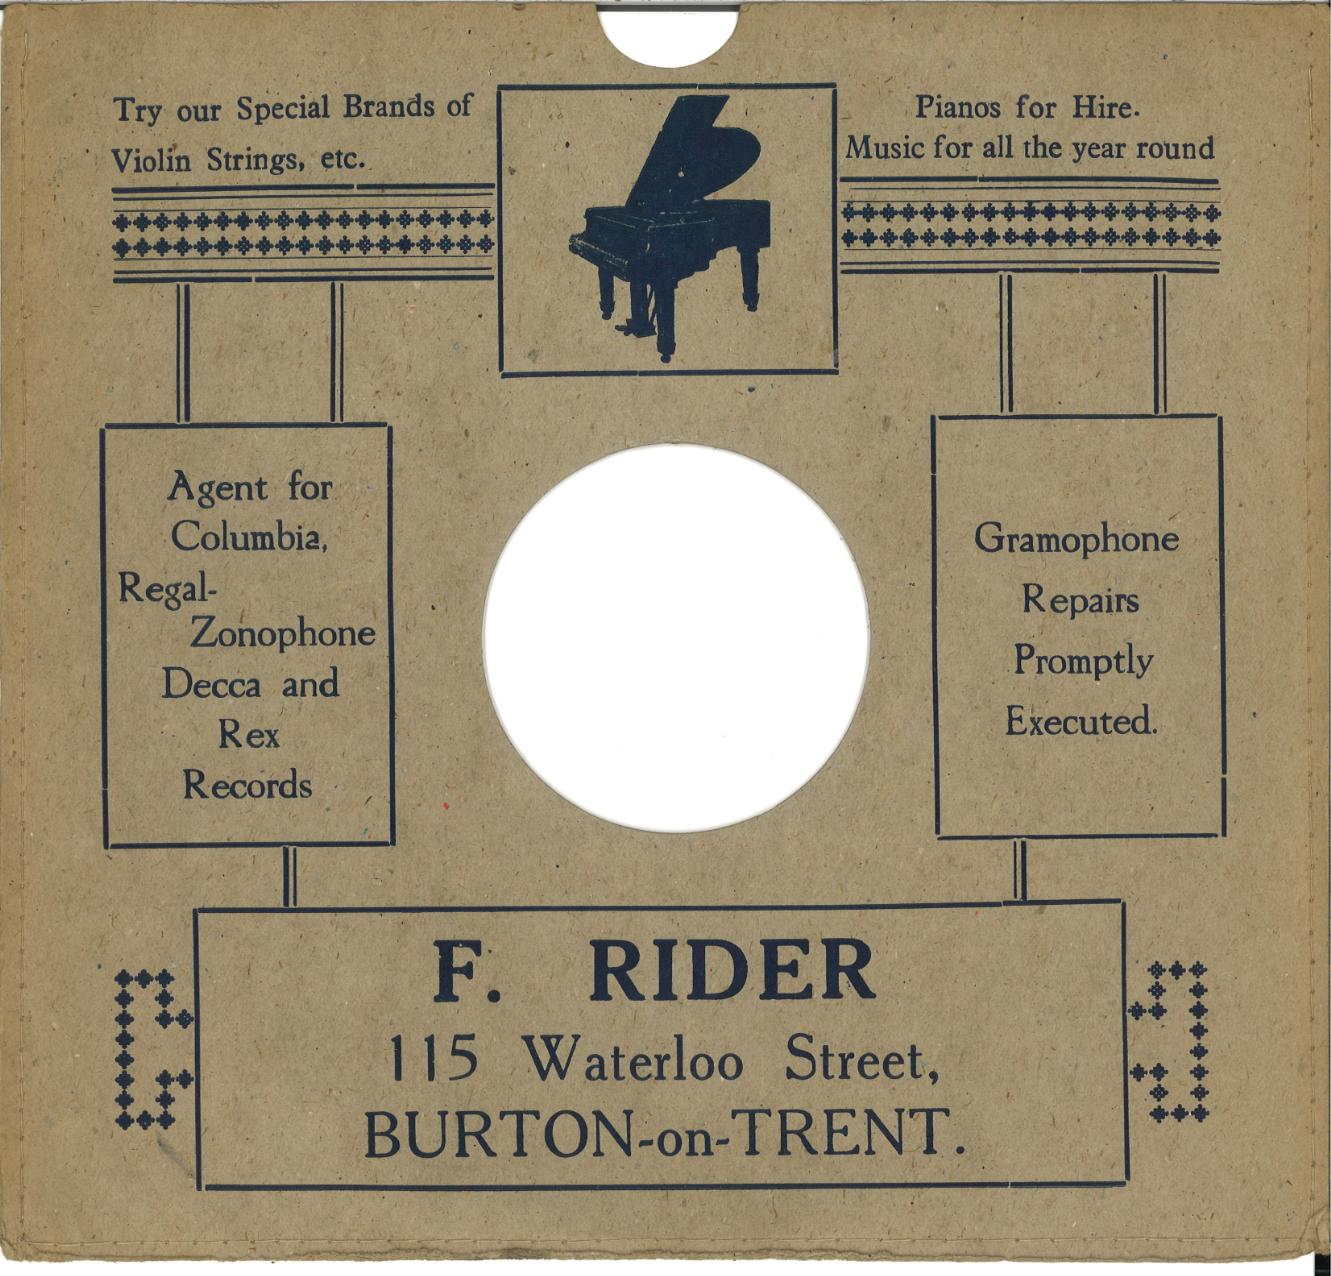 Try our Special Brands of
Violin Strings, etc.
Pianos for Hire.
Music for all the year round
Agent for
Columbia,
Regal-
Zonophone
Decca and
Rex
Records
Gramophone
Repairs
Promptly
Executed.
F. RIDER
115 Waterloo Street,
BURTON-on-TRENT.